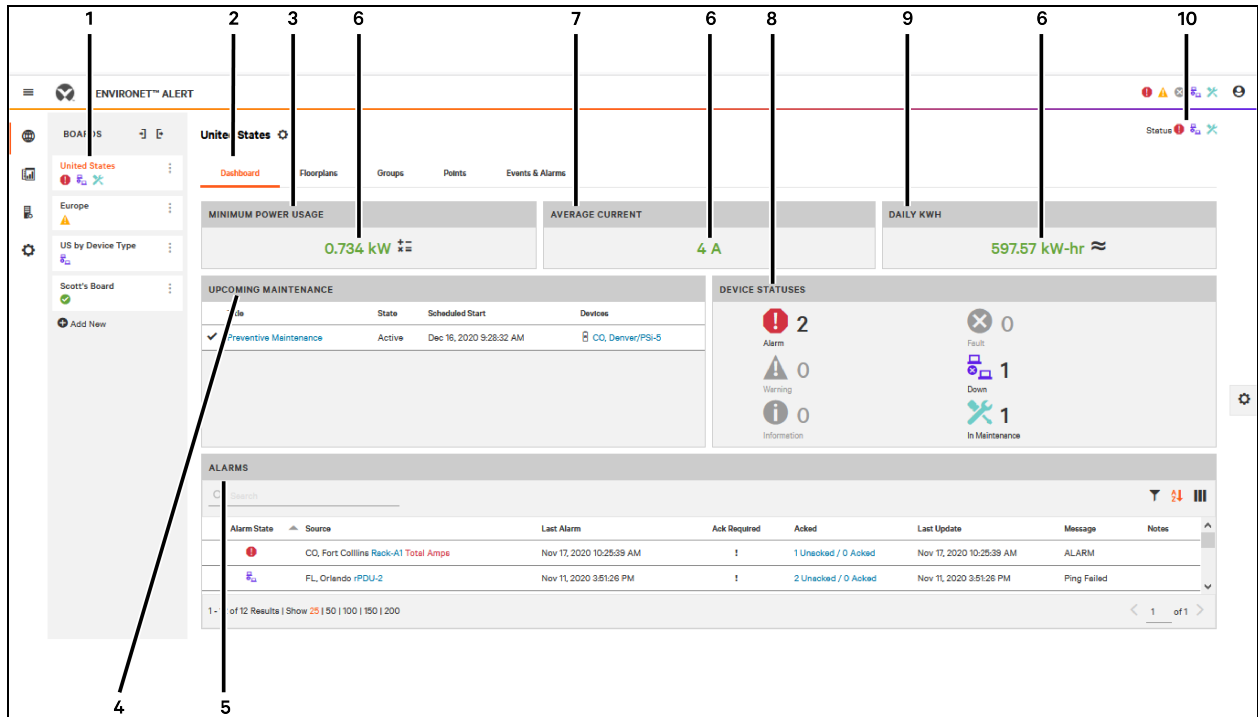 1 2 3 6 7 6 8 9 6 10
ENVIRONET™ ALERT
BOARDS
United States
Status
United States
Europe
US by Device Type
Scott's Board
Add New
Dashboard Floorplans Groups Points Events & Alarms
MINIMUM POWER USAGE
0.734 kW
AVERAGE CURRENT
4 A
DAILY KWH
597.57 kW-hr
UPCOMING MAINTENANCE
State Scheduled Start Devices
Preventive Maintenance Active Dec 16, 2020 9:28:32 AM CO, Denver/PSI-5
DEVICE STATUSES
2
Alarm
0
Fault
0
Warning
1
Down
0
Information
1
In Maintenance
ALARMS
Search
Alarm State Source Last Alarm Ack Required Acked Last Update Message Notes
CO, Fort Colllins Rack-A1 Total Amps Nov 17, 2020 10:25:39 AM ! 1 Unacked / 0 Acked Nov 17, 2020 10:25:39 AM ALARM
FL, Orlando rPDU-2 Nov 11, 2020 3:51:26 PM ! 2 Unacked / 0 Acked Nov 11, 2020 3:51:26 PM Ping Failed
of 12 Results | Show 25 | 50 | 100 | 150 | 200
1 of 1
4 5